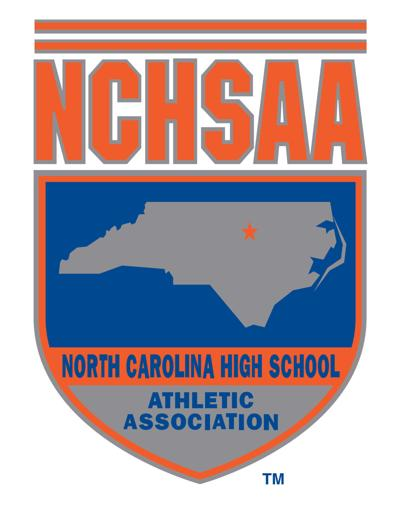 NCHSAA
NORTH CAROLINA HIGH SCHOOL
ATHLETIC
ASSOCIATION
TM